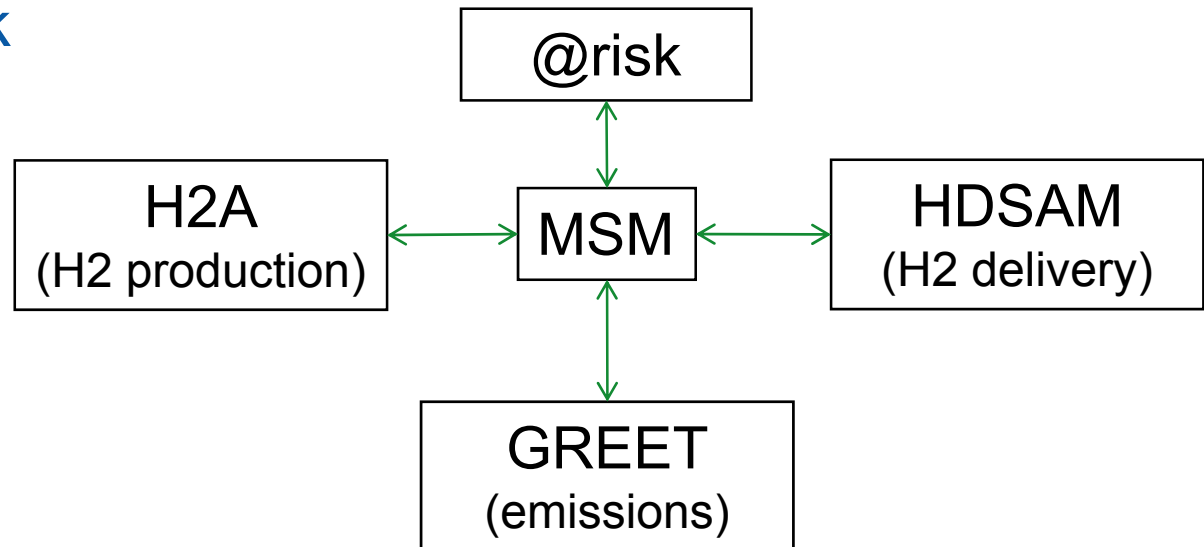 @risk
H2A
(H2 production)
MSM
HDSAM
(H2 delivery)
GREET
(emissions)